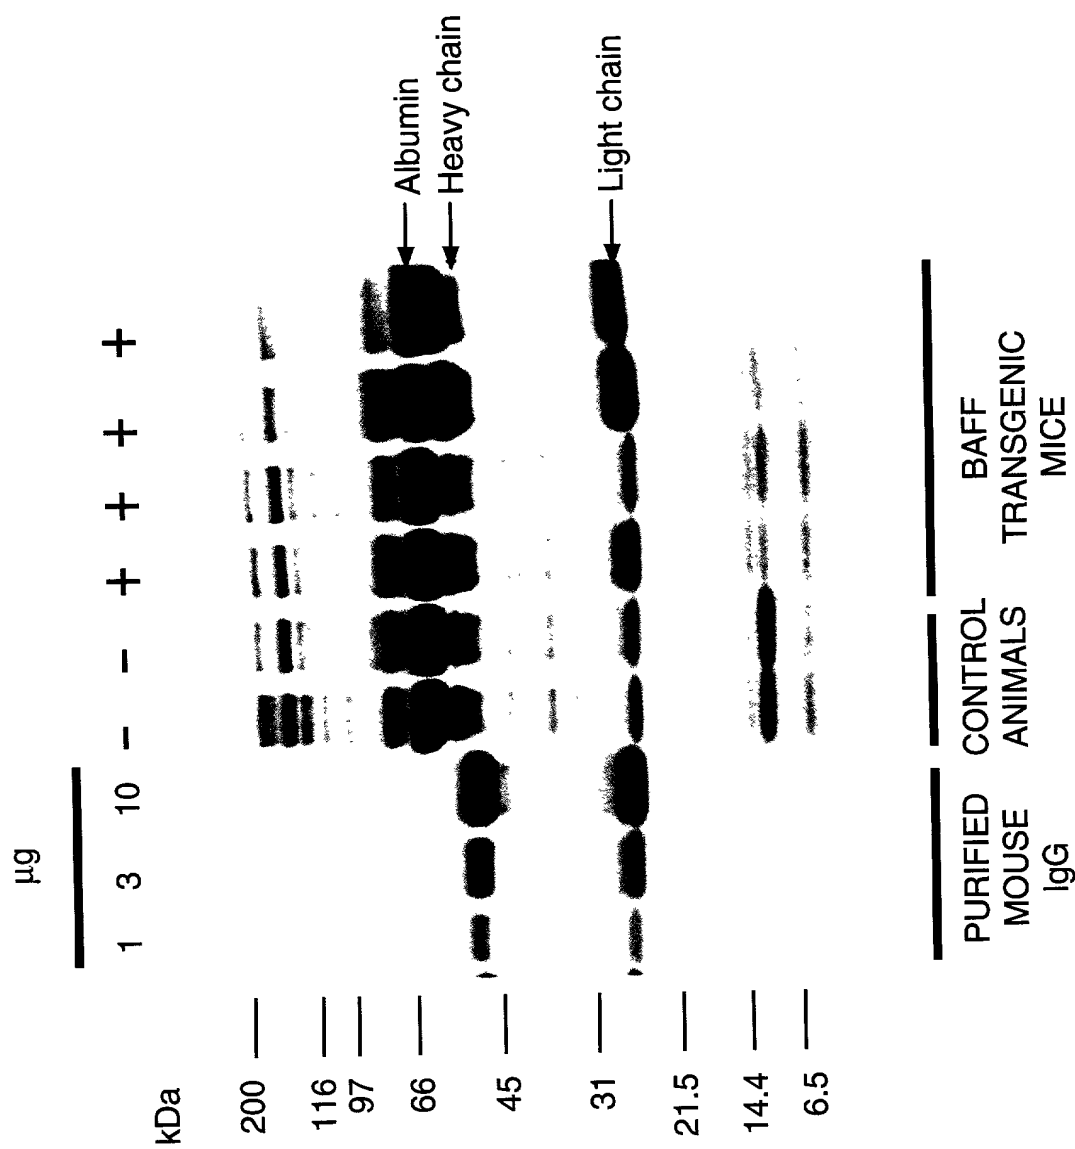 µg
1 3 10 - - + + + +
kDa
200
116
97
66
45
31
21.5
14.4
6.5
Albumin
Heavy chain
Light chain
PURIFIED
MOUSE
IgG
CONTROL
ANIMALS
BAFF
TRANSGENIC
MICE